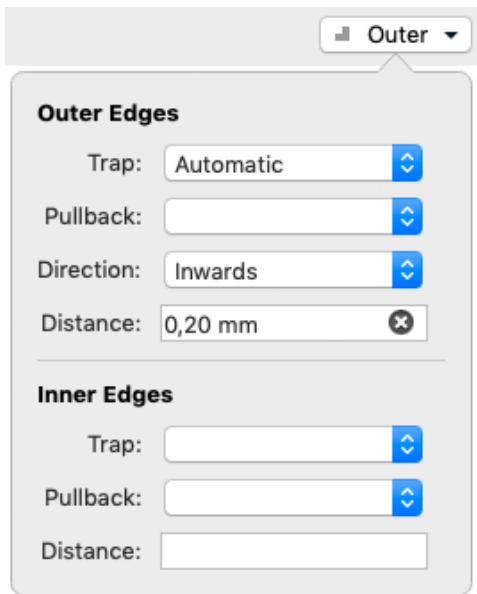 Outer
Outer Edges
Trap: Automatic
Pullback:
Direction: Inwards
Distance: 0,20 mm
Inner Edges
Trap:
Pullback:
Distance: